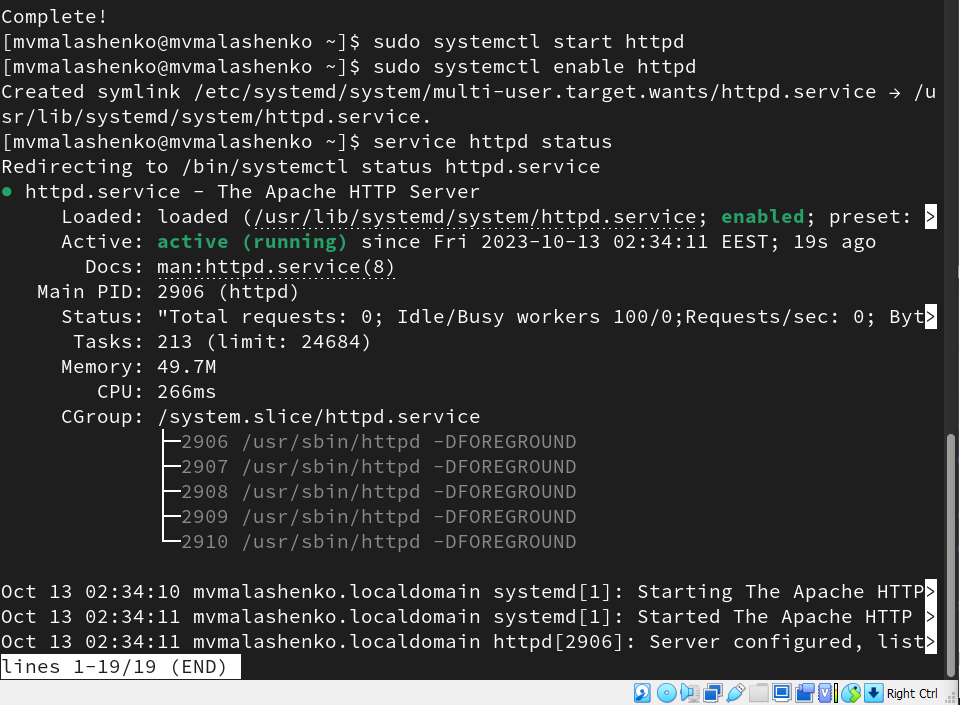 Complete!
[mvmalashenko@mvmalashenko ~]$ sudo systemctl start httpd
[mvmalashenko@mvmalashenko ~]$ sudo systemctl enable httpd
Created symlink /etc/systemd/system/multi-user.target.wants/httpd.service → /u
sr/lib/systemd/system/httpd.service.
[mvmalashenko@mvmalashenko ~]$ service httpd status
Redirecting to /bin/systemctl status httpd.service
● httpd.service - The Apache HTTP Server
     Loaded: loaded (/usr/lib/systemd/system/httpd.service; enabled; preset: >
     Active: active (running) since Fri 2023-10-13 02:34:11 EEST; 19s ago
       Docs: man:httpd.service(8)
   Main PID: 2906 (httpd)
     Status: "Total requests: 0; Idle/Busy workers 100/0;Requests/sec: 0; Byt>
      Tasks: 213 (limit: 24684)
     Memory: 49.7M
        CPU: 266ms
     CGroup: /system.slice/httpd.service
             ├─2906 /usr/sbin/httpd -DFOREGROUND
             ├─2907 /usr/sbin/httpd -DFOREGROUND
             ├─2908 /usr/sbin/httpd -DFOREGROUND
             ├─2909 /usr/sbin/httpd -DFOREGROUND
             └─2910 /usr/sbin/httpd -DFOREGROUND

Oct 13 02:34:10 mvmalashenko.localdomain systemd[1]: Starting The Apache HTTP>
Oct 13 02:34:11 mvmalashenko.localdomain systemd[1]: Started The Apache HTTP >
Oct 13 02:34:11 mvmalashenko.localdomain httpd[2906]: Server configured, list>
lines 1-19/19 (END)
Right Ctrl